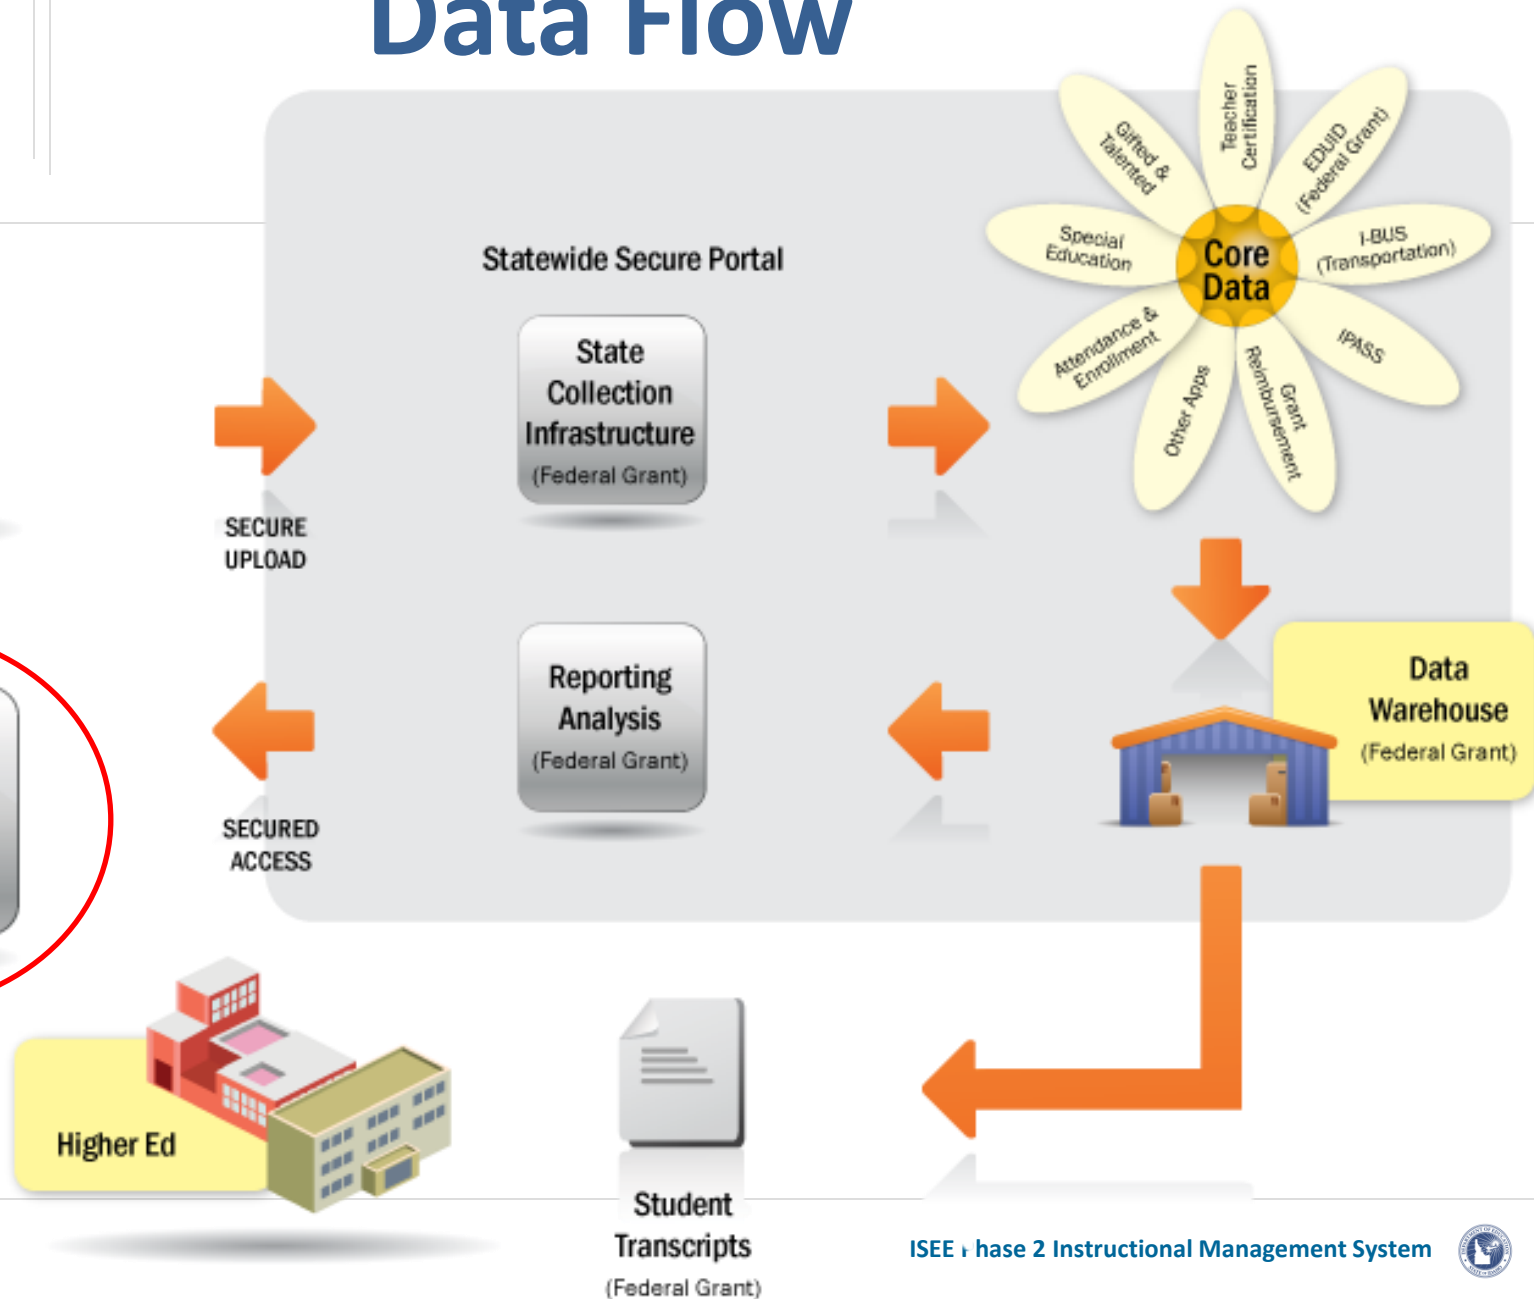 Data Flow
Statewide Secure Portal
State
Collection
Infrastructure
(Federal Grant)
SECURE
UPLOAD
Teacher
Certification
EDUID
(Federal Grant)
I-BUS
(Transportation)
IPASS
Grant
Reimbursement
Other Apps
Attendance &
Enrollment
Special
Education
Gifted &
Talented
Core
Data
Reporting
Analysis
(Federal Grant)
SECURED
ACCESS
Data
Warehouse
(Federal Grant)
Higher Ed
Student
Transcripts
(Federal Grant)
ISEE Phase 2 Instructional Management System